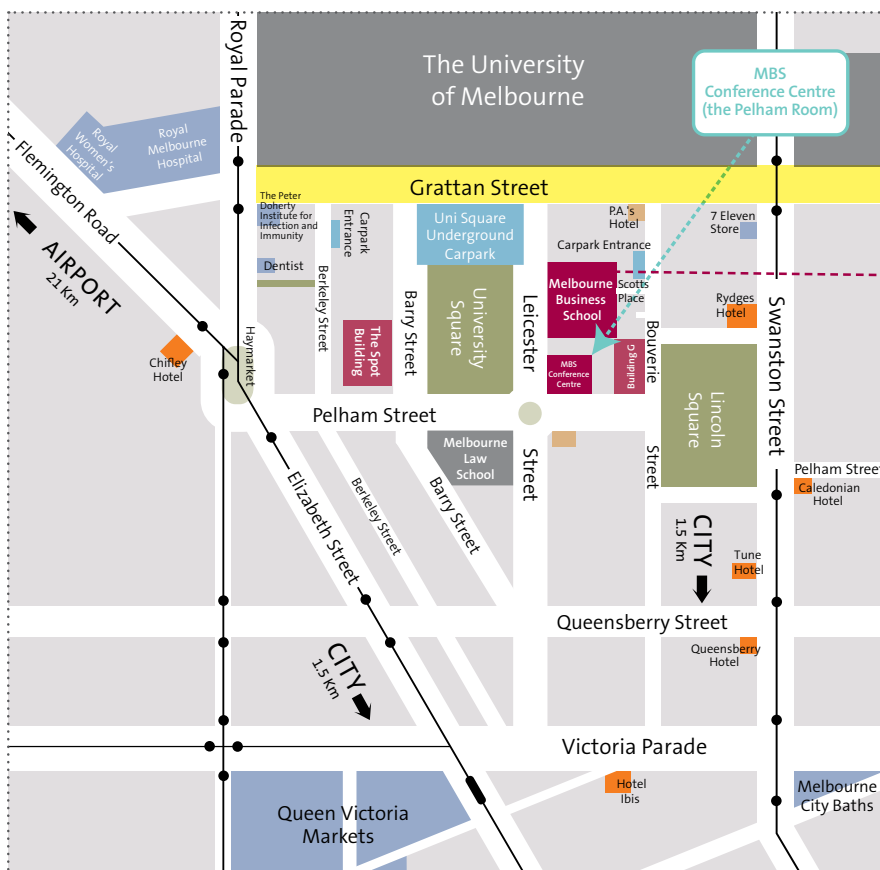 Royal Parade
The University
of Melbourne
MBS
Conference Centre
(the Pelham Room)
Royal
Women's
Hospital
Royal
Melbourne
Hospital
Flemington Road
Grattan Street
AIRPORT
21 Km
The Peter
Doherty
Institute for
Infection and
Immunity
Carpark
Entrance
Uni Square
Underground
Carpark
P.A.'s
Hotel
7 Eleven
Store
Carpark Entrance
Dentist
Berkeley Street
Barry Street
University
Square
Leicester
Melbourne
Business
School
Scotts
Place
Rydges
Hotel
Swanston Street
Haymarket
The Spot
Building
Bouverie
Chifley
Hotel
MBS
Conference
Centre
Building G
Lincoln
Square
Pelham Street
Melbourne
Law
School
Street
Street
Pelham Street
Caledonian
Hotel
Elizabeth Street
Berkeley Street
Barry Street
CITY
1.5 Km
Tune
Hotel
Queensberry Street
Queensberry
Hotel
CITY
1.5 Km
Victoria Parade
Hotel
Ibis
Melbourne
City Baths
Queen Victoria
Markets